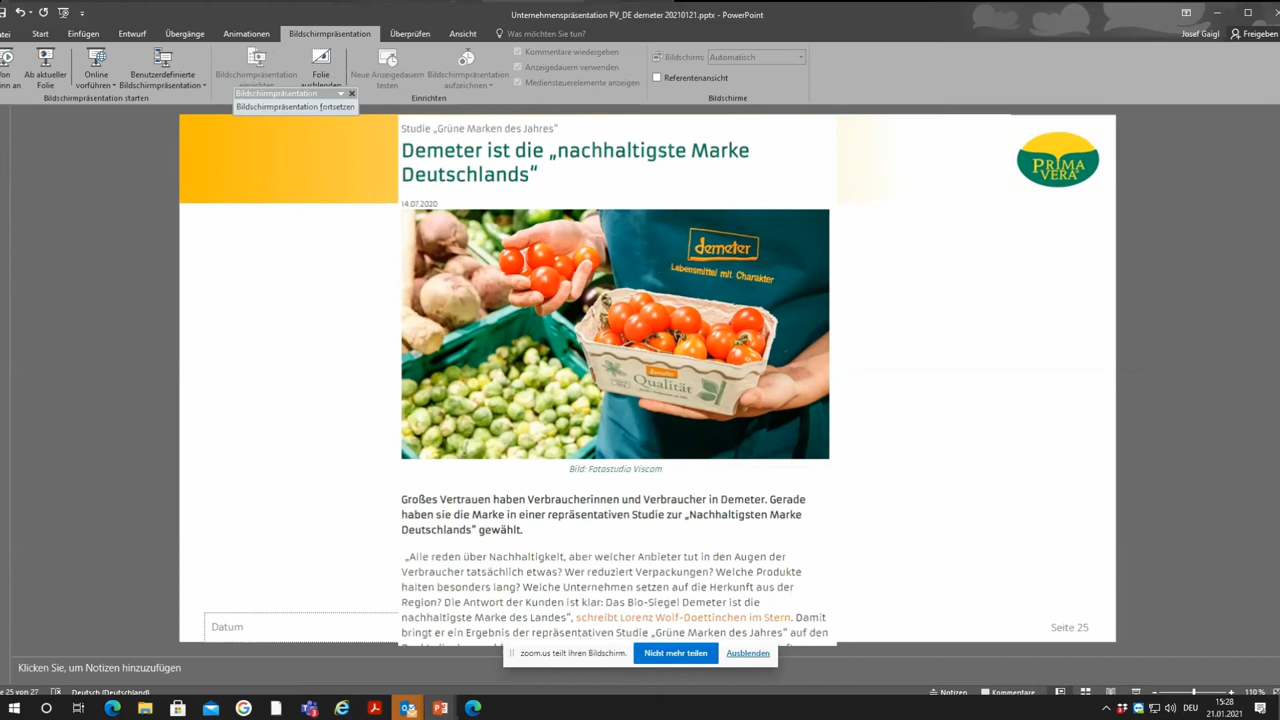 Unternehmenspräsentation PV_DE demeter 20210121.pptx - PowerPoint
Start Einfügen Entwurf Übergänge Animationen Bildschirmpräsentation Überprüfen Ansicht Was möchten Sie tun? Josef Gaigl Freigeben
Ab aktueller Folie
Online vorführen
Benutzerdefinierte Bildschirmpräsentation
Bildschirmpräsentation einrichten
Folie ausblenden
Neue Anzeigedauern testen
Bildschirmpräsentation aufzeichnen
Kommentare wiedergeben
Anzeigedauern verwenden
Mediensteuerelemente anzeigen
Bildschirm: Automatisch
Referentenansicht
Bildschirmpräsentation starten
Einrichten
Bildschirme
Bildschirmpräsentation
Bildschirmpräsentation fortsetzen
Studie „Grüne Marken des Jahres“
Demeter ist die „nachhaltigste Marke
Deutschlands“
14.07.2020
PRIMA
VERA
demeter
Lebensmittel mit Charakter
demeter
Qualität
Bild: Fotostudio Viscom
Großes Vertrauen haben Verbraucherinnen und Verbraucher in Demeter. Gerade
haben sie die Marke in einer repräsentativen Studie zur „Nachhaltigsten Marke
Deutschlands“ gewählt.
„Alle reden über Nachhaltigkeit, aber welcher Anbieter tut in den Augen der
Verbraucher tatsächlich etwas? Wer reduziert Verpackungen? Welche Produkte
halten besonders lang? Welche Unternehmen setzen auf die Herkunft aus der
Region? Die Antwort der Kunden ist klar: Das Bio-Siegel Demeter ist die
nachhaltigste Marke des Landes“, schreibt Lorenz Wolf-Doettinchen im Stern. Damit
bringt er ein Ergebnis der repräsentativen Studie „Grüne Marken des Jahres“ auf den
Datum
Seite 25
zoom.us teilt ihren Bildschirm. Nicht mehr teilen Ausblenden
Klicken Sie, um Notizen hinzuzufügen
25 von 27 Deutsch (Deutschland) Notizen Kommentare 110 %
DEU
15:28
21.01.2021